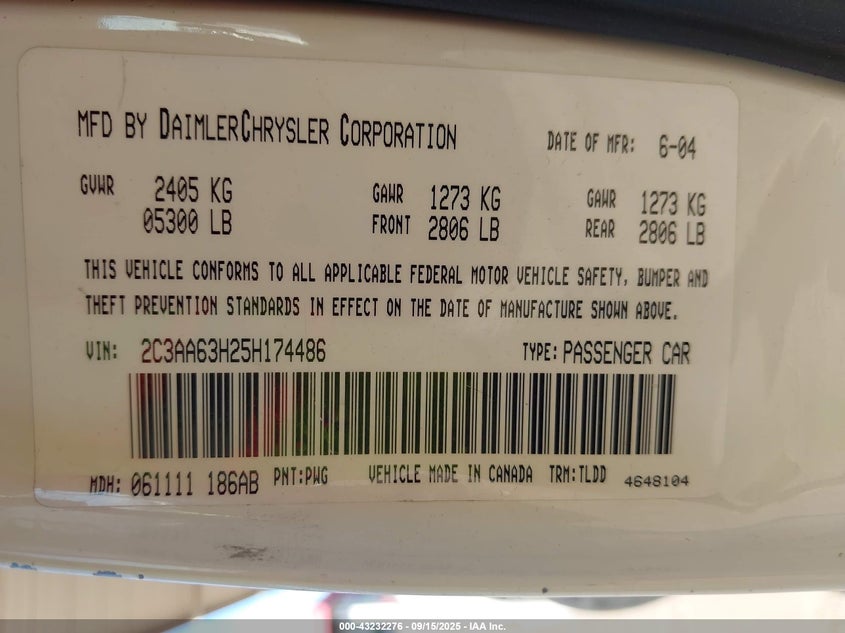 MFD BY DAIMLERCHRYSLER CORPORATION DATE OF MFR: 6-04
GVWR 2405 KG GAWR 1273 KG GAWR 1273 KG
05300 LB FRONT 2806 LB REAR 2806 LB
THIS VEHICLE CONFORMS TO ALL APPLICABLE FEDERAL MOTOR VEHICLE SAFETY, BUMPER AND
THEFT PREVENTION STANDARDS IN EFFECT ON THE DATE OF MANUFACTURE SHOWN ABOVE.
VIN: 2C3AA63H25H174486 TYPE: PASSENGER CAR
MDH: 061111 186AB PNT:PWG VEHICLE MADE IN CANADA TRM:TLDD 4648104
000-43232276 - 09/15/2025 - IAA Inc.